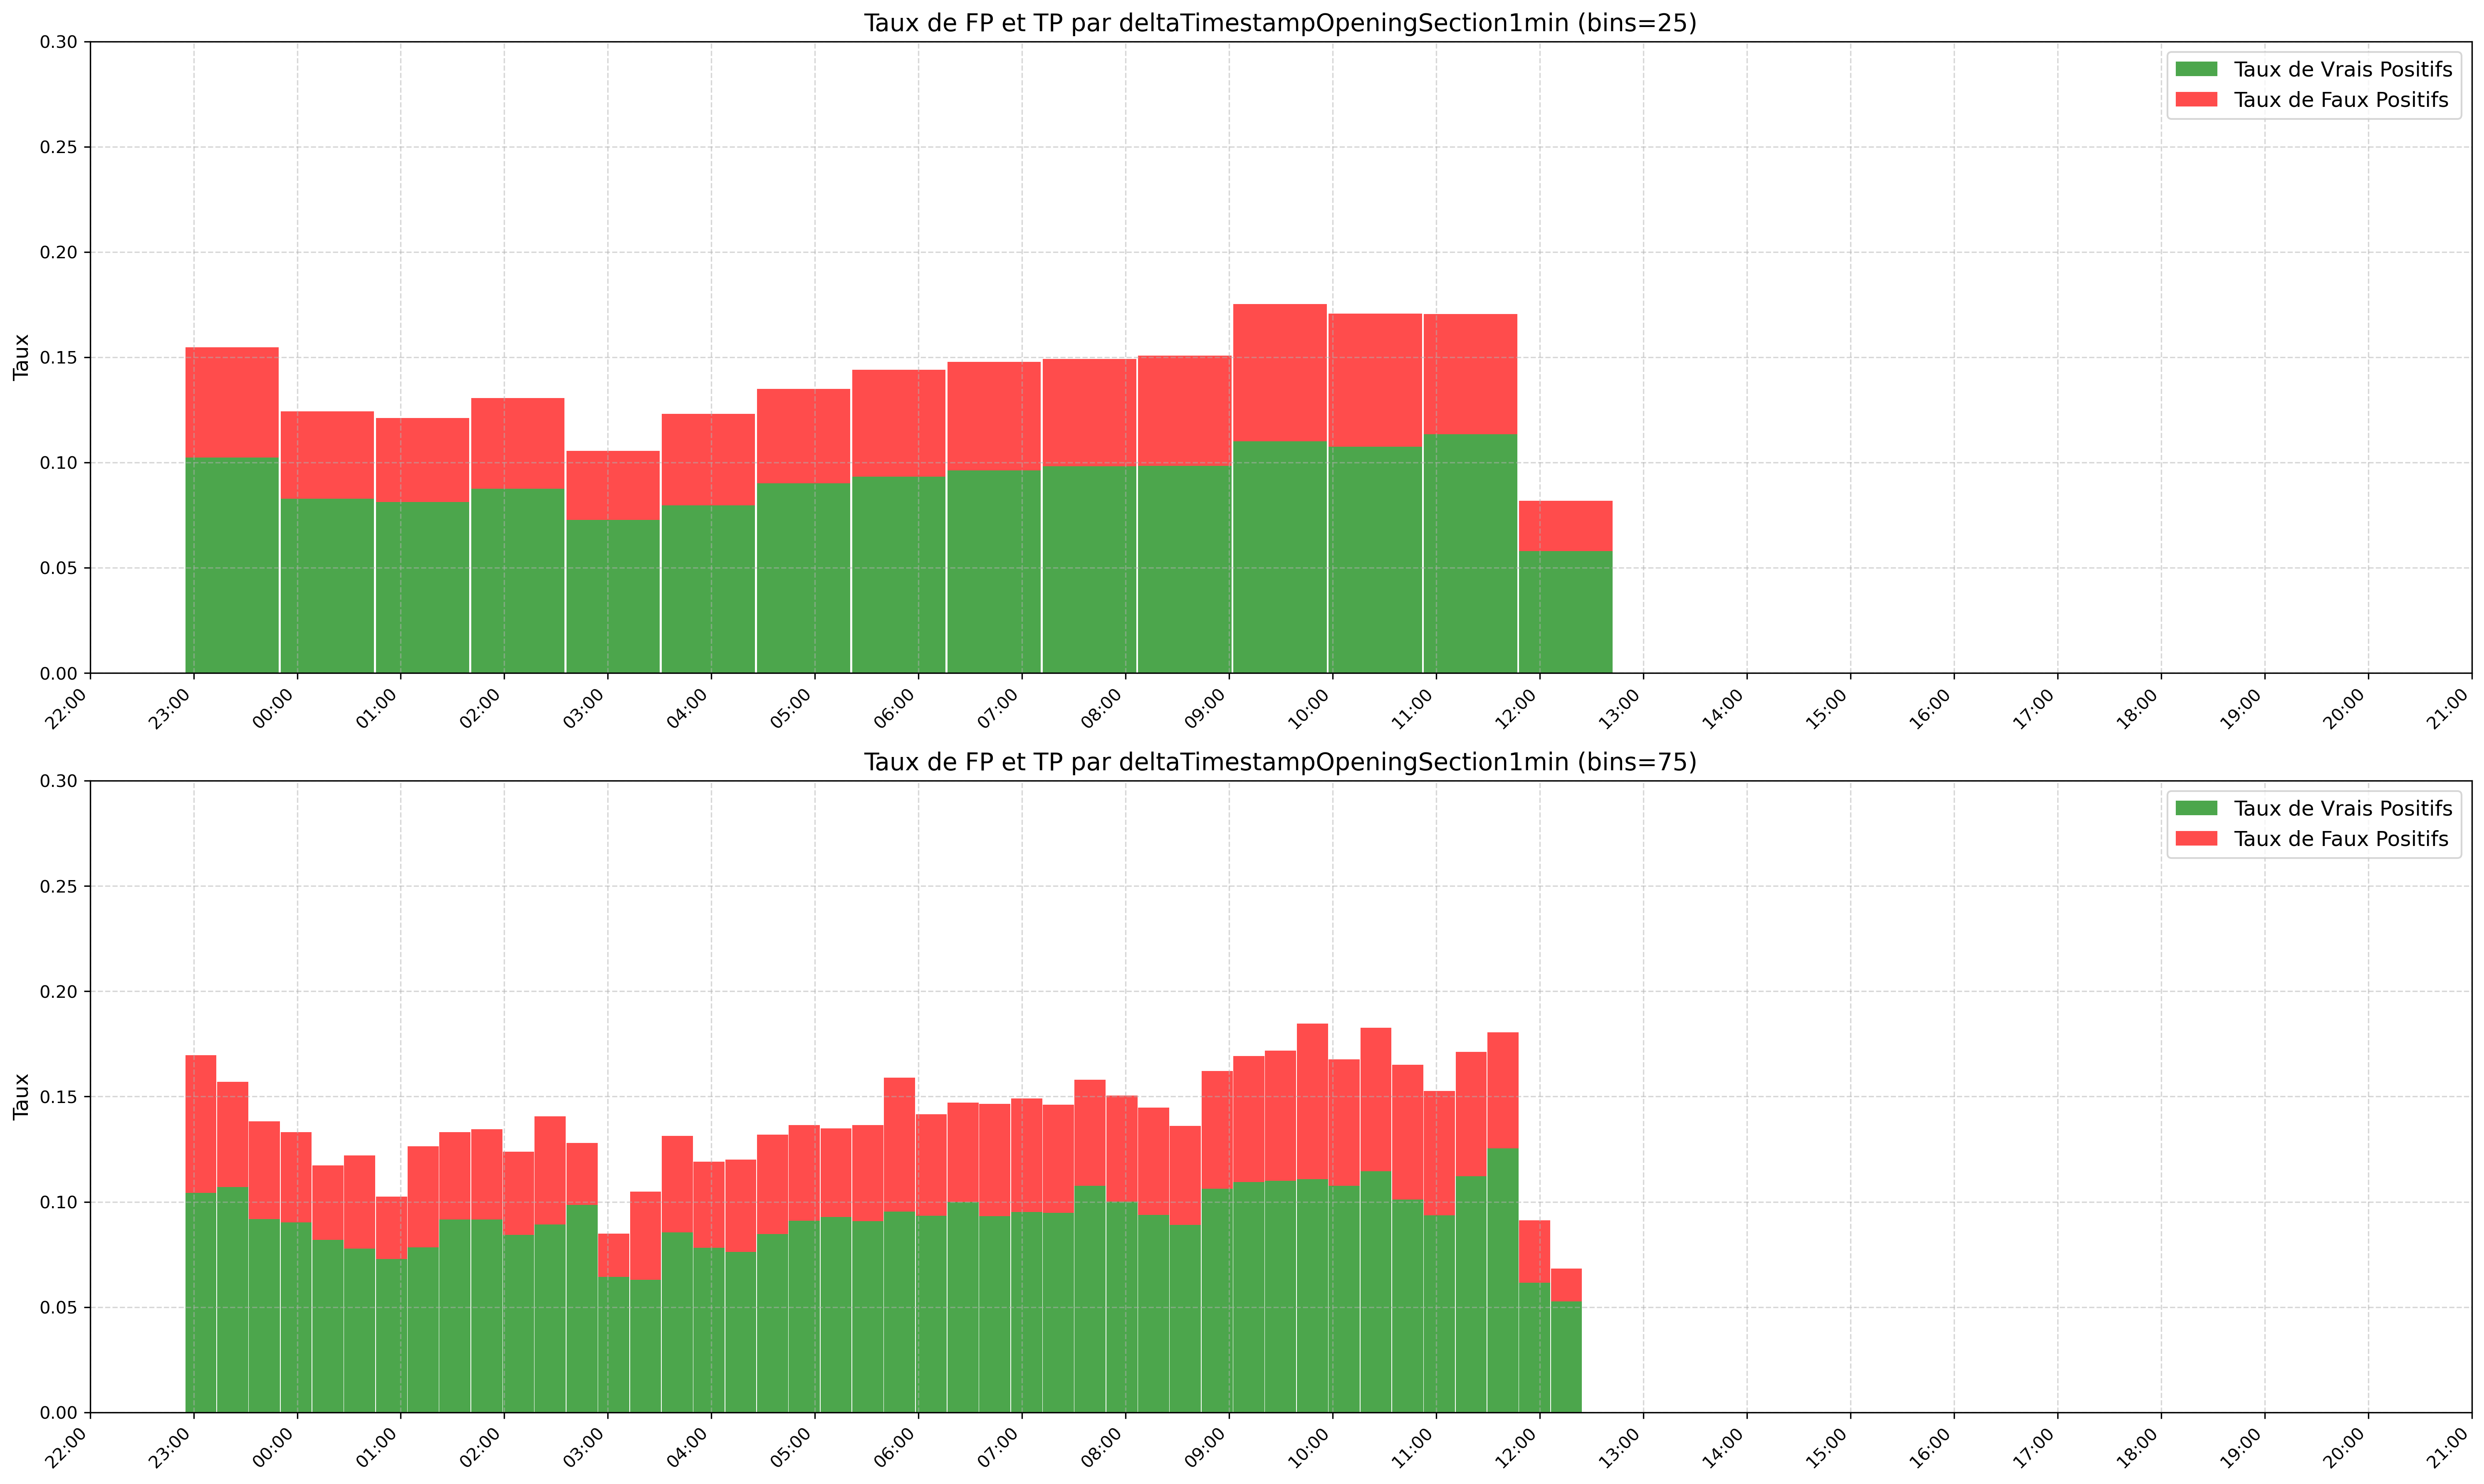 Taux de FP et TP par deltaTimestampOpeningSection1min (bins=25)
Taux de Vrais Positifs
Taux de Faux Positifs
Taux
0.30
0.25
0.20
0.15
0.10
0.05
0.00
22:00 23:00 00:00 01:00 02:00 03:00 04:00 05:00 06:00 07:00 08:00 09:00 10:00 11:00 12:00 13:00 14:00 15:00 16:00 17:00 18:00 19:00 20:00 21:00
Taux de FP et TP par deltaTimestampOpeningSection1min (bins=75)
Taux de Vrais Positifs
Taux de Faux Positifs
Taux
0.30
0.25
0.20
0.15
0.10
0.05
0.00
22:00 23:00 00:00 01:00 02:00 03:00 04:00 05:00 06:00 07:00 08:00 09:00 10:00 11:00 12:00 13:00 14:00 15:00 16:00 17:00 18:00 19:00 20:00 21:00